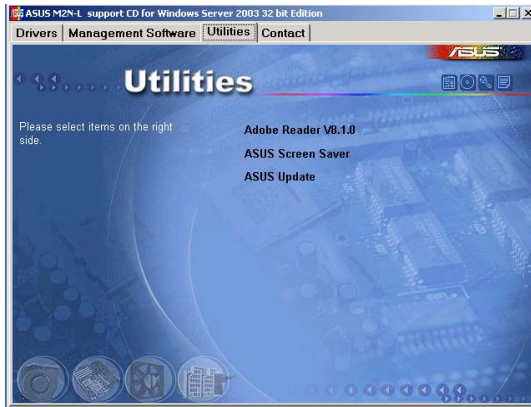 ASUS M2N-L support CD for Windows Server 2003 32 bit Edition
Drivers Management Software Utilities Contact
ASUS
Utilities
Please select items on the right
side.
Adobe Reader V8.1.0
ASUS Screen Saver
ASUS Update